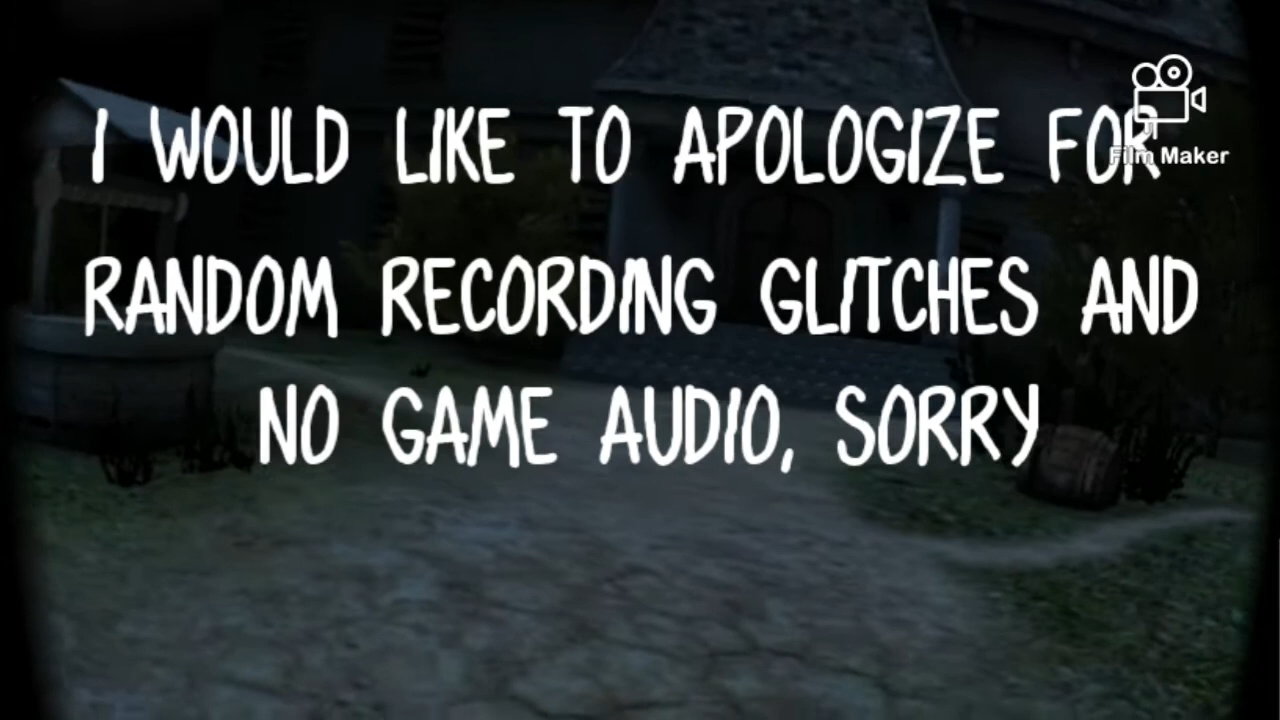 I WOULD LIKE TO APOLOGIZE FOR
Film Maker
RANDOM RECORDING GLITCHES AND
NO GAME AUDIO, SORRY